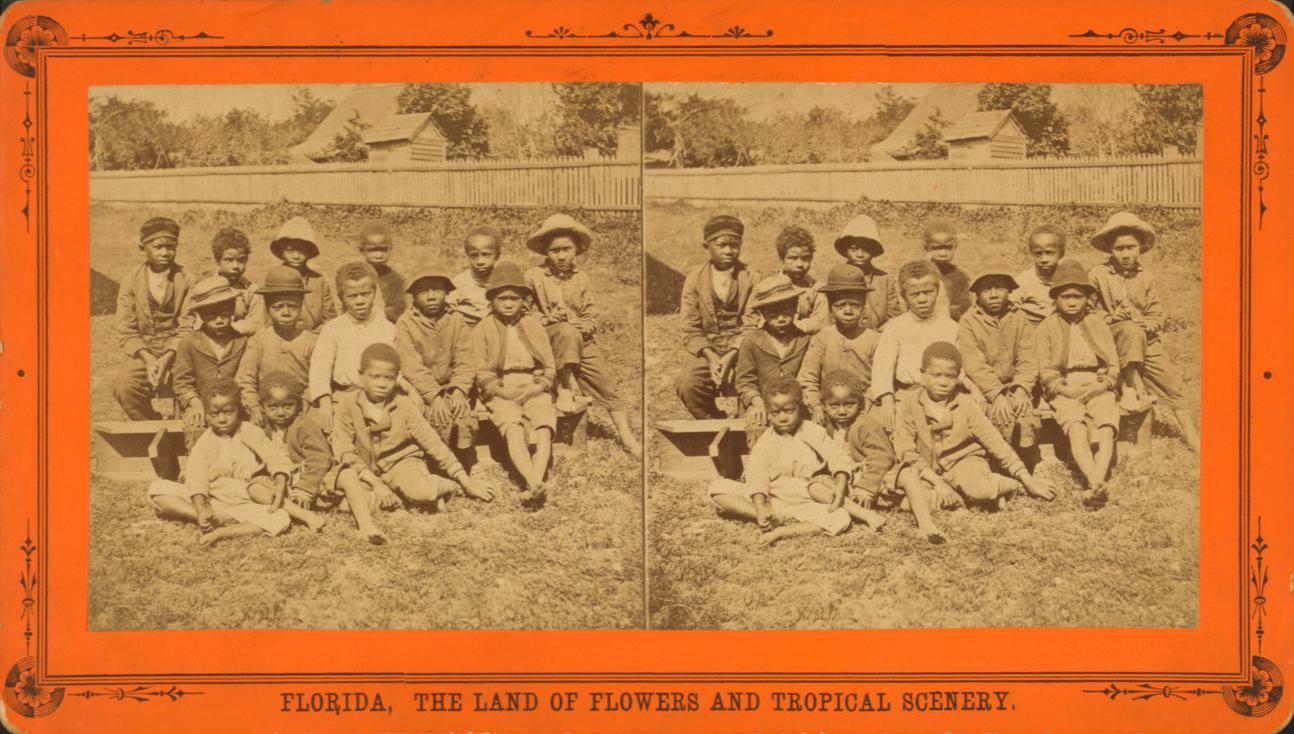 FLORIDA, THE LAND OF FLOWERS AND TROPICAL SCENERY.